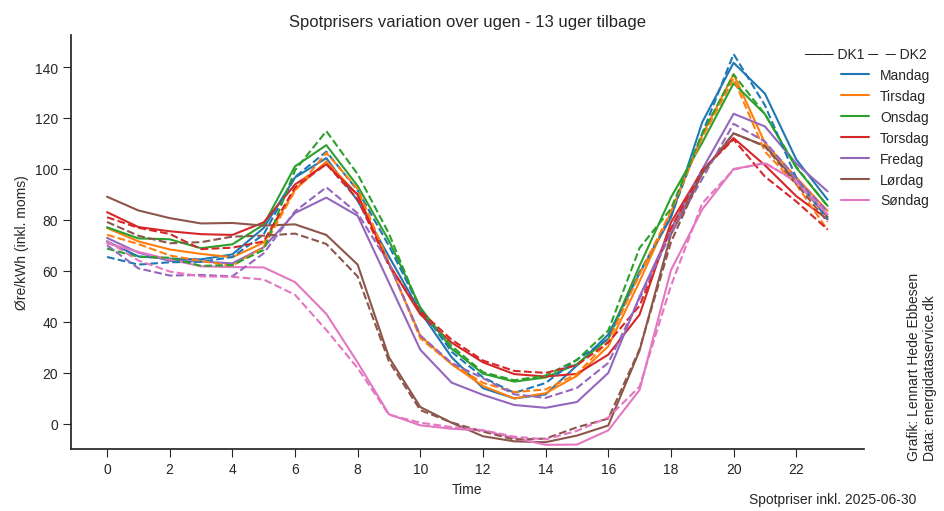 Spotprisers variation over ugen - 13 uger tilbage
DK1 DK2
Mandag
Tirsdag
Onsdag
Torsdag
Fredag
Lørdag
Søndag
Øre/kWh (inkl. moms)
140
120
100
80
60
40
20
0
0 2 4 6 8 10 12 14 16 18 20 22
Time
Grafik: Lennart Hede Ebbesen
Data: energidataservice.dk
Spotpriser inkl. 2025-06-30